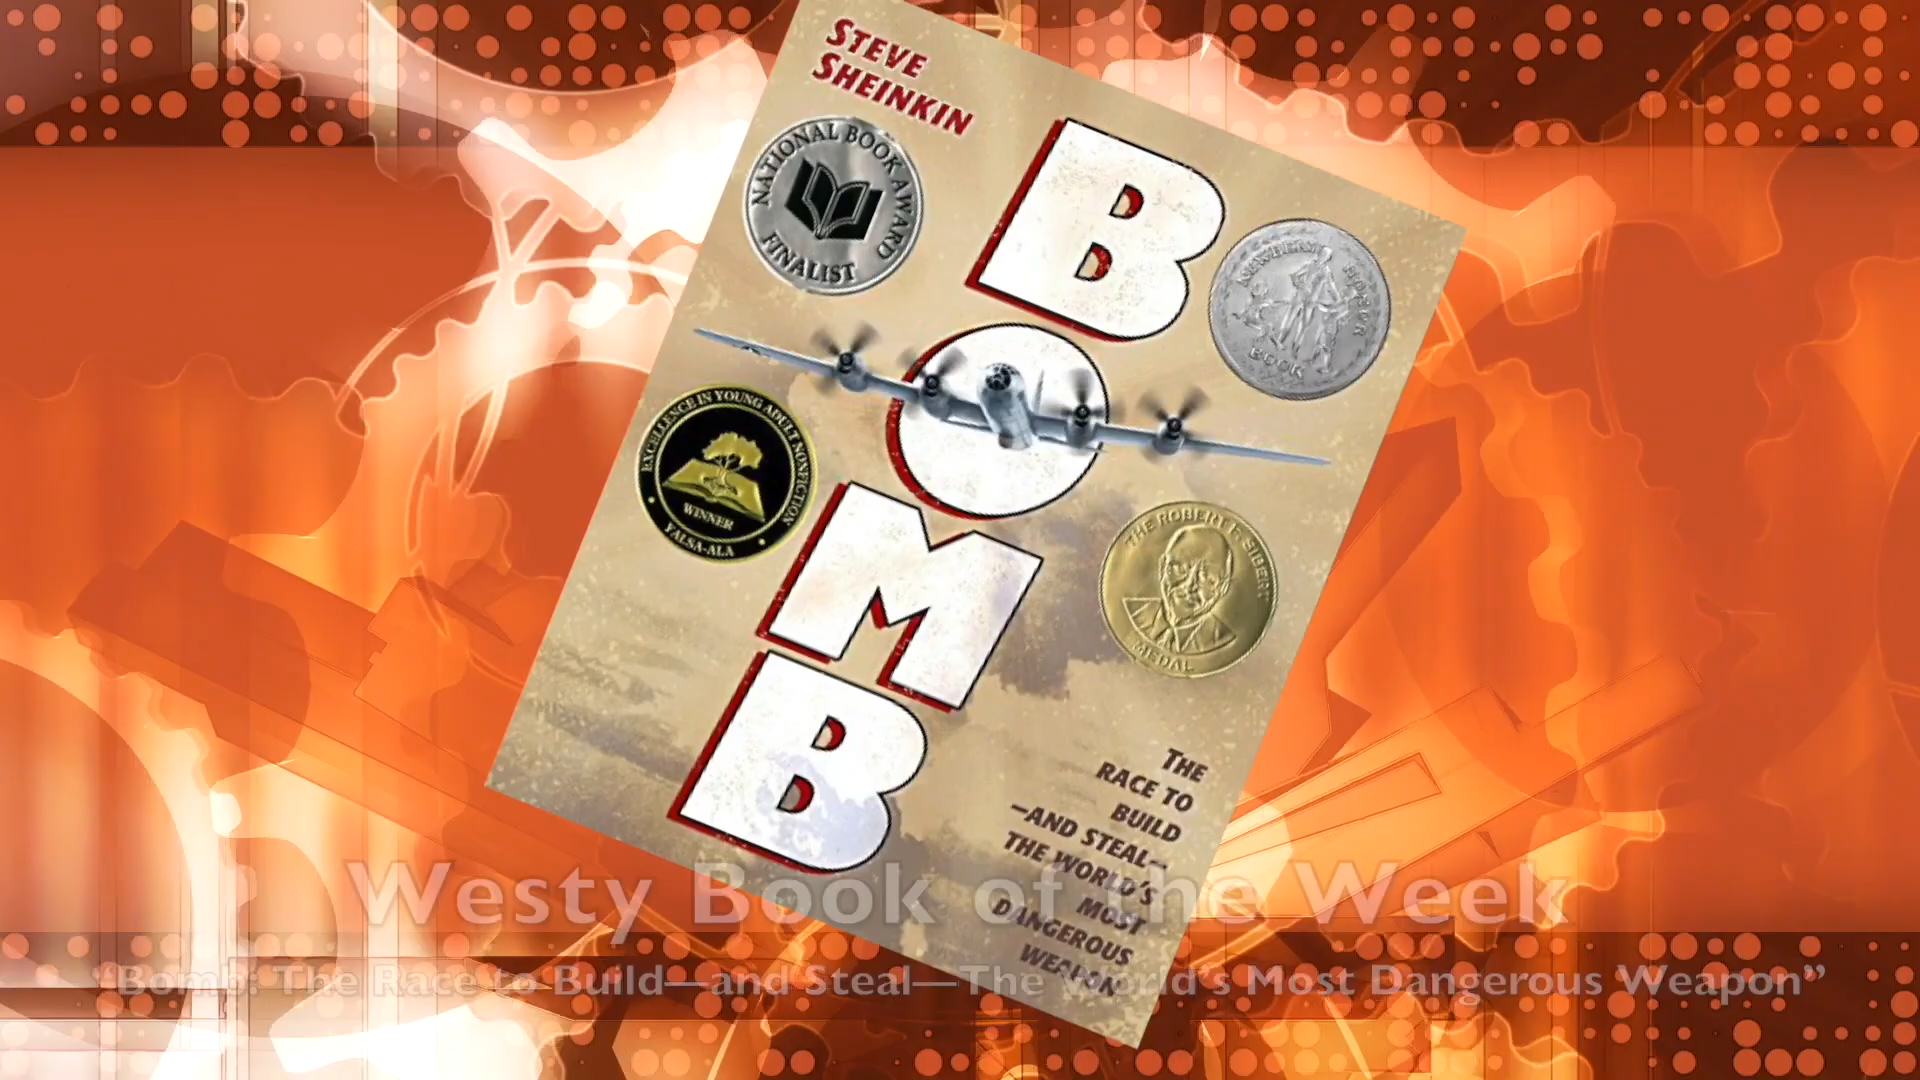 STEVE
SHEINKIN
NATIONAL BOOK AWARD
FINALIST
BOMB
NEWBERY HONOR
BOOK
EXCELLENCE IN YOUNG ADULT NONFICTION
WINNER
YALSA-ALA
THE ROBERT F. SIBERT
MEDAL
THE
RACE TO
BUILD
—AND STEAL—
THE WORLD'S
MOST
DANGEROUS
WEAPON
Westy Book of the Week
“Bomb: The Race to Build—and Steal—The World’s Most Dangerous Weapon”